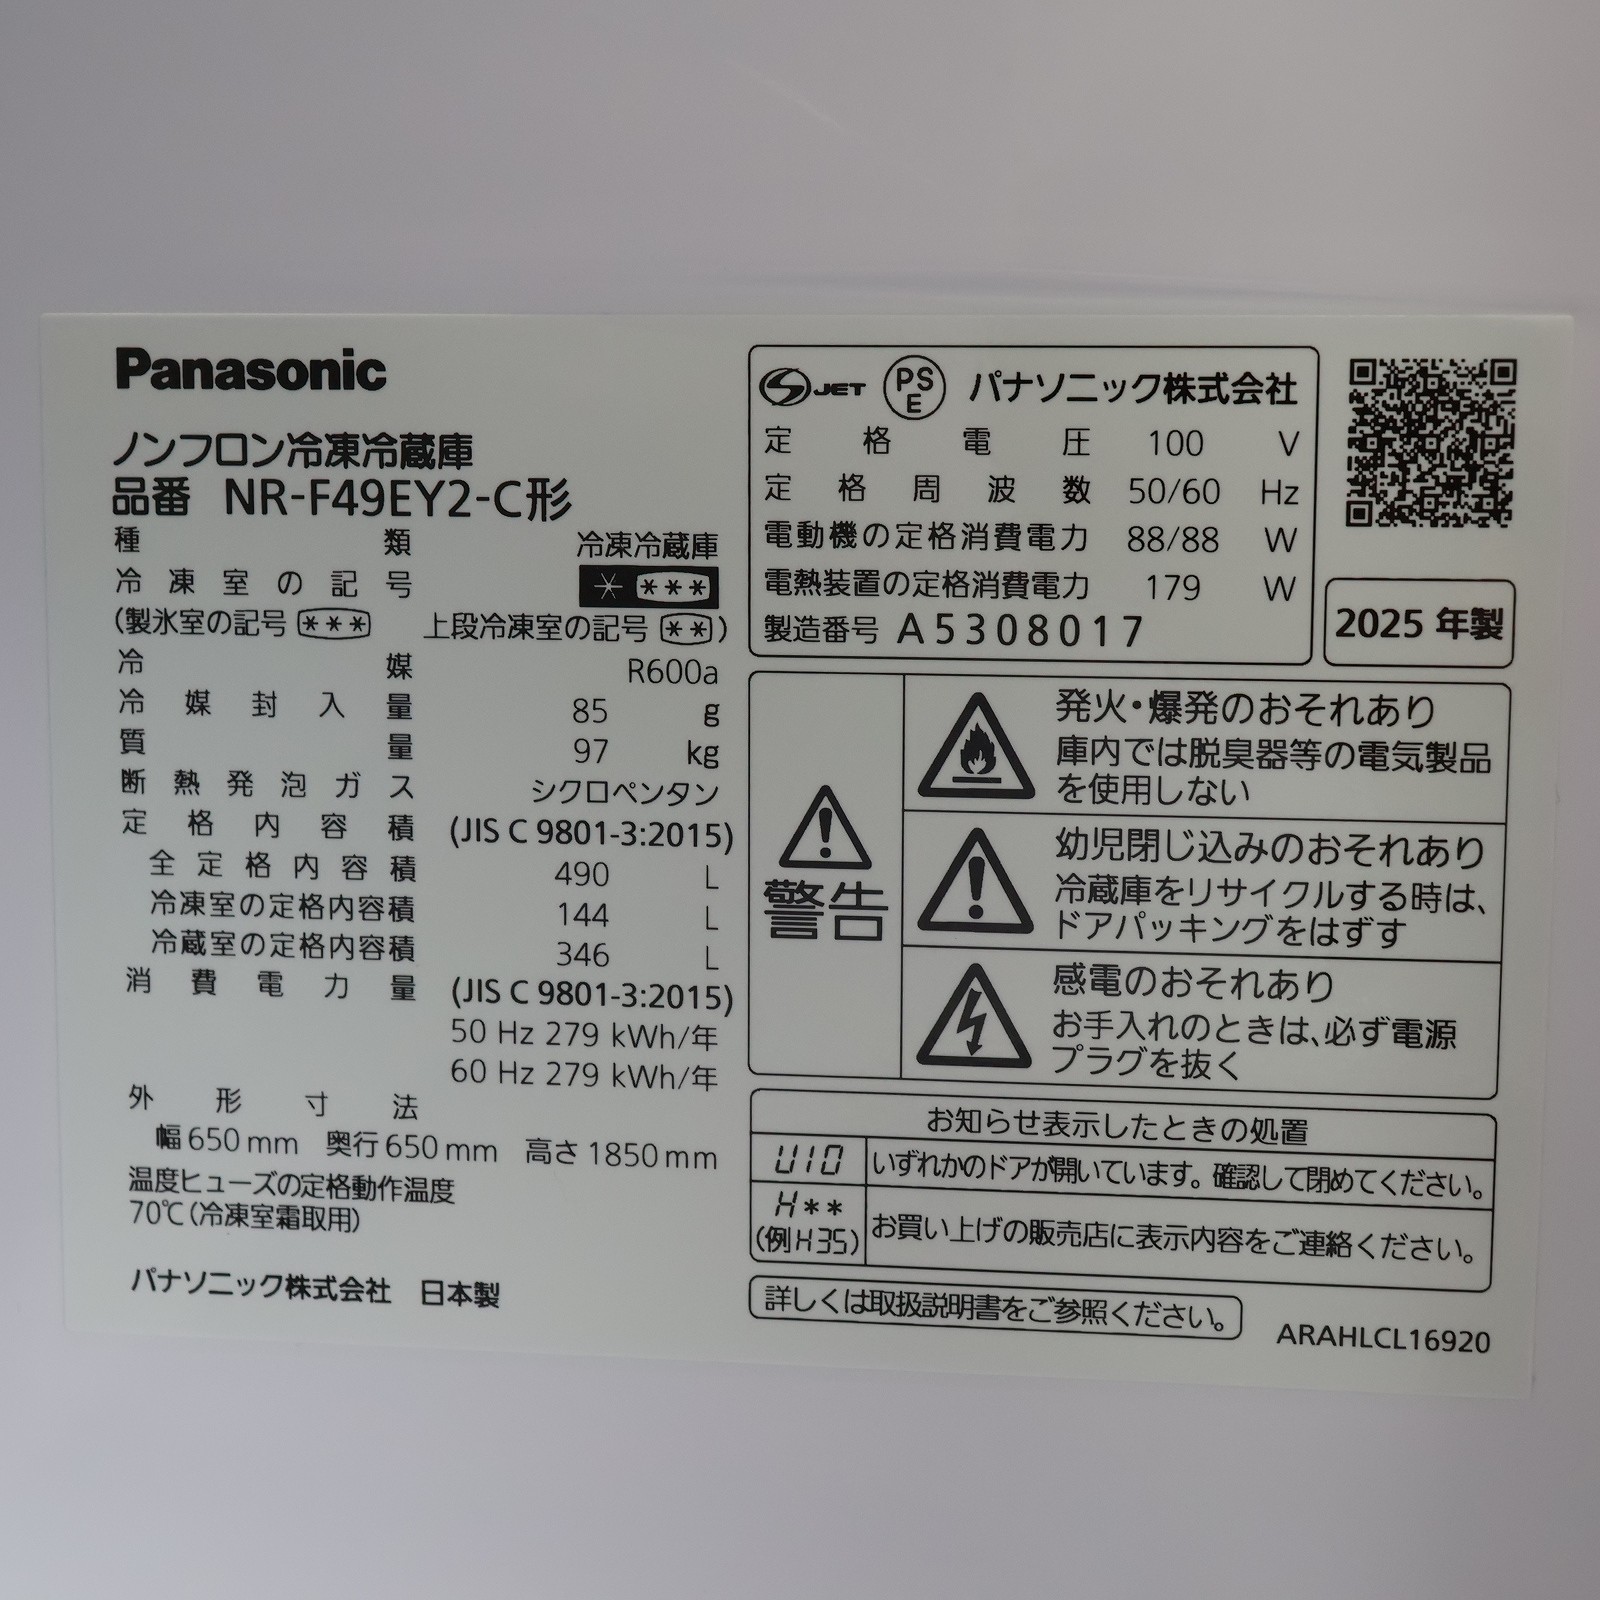 Panasonic
ノンフロン冷凍冷蔵庫
品番 NR-F49EY2-C形
種類 冷凍冷蔵庫
冷凍室の記号 * ***
(製氷室の記号 *** 上段冷凍室の記号 **)
冷媒 R600a
冷媒封入量 85 g
質量 97 kg
断熱発泡ガス シクロペンタン
定格内容積 (JIS C 9801-3:2015)
全定格内容積 490 L
冷凍室の定格内容積 144 L
冷蔵室の定格内容積 346 L
消費電力量 (JIS C 9801-3:2015)
50 Hz 279 kWh/年
60 Hz 279 kWh/年
外形寸法
幅650mm 奥行650mm 高さ1850mm
温度ヒューズの定格動作温度
70℃(冷凍室霜取用)
パナソニック株式会社 日本製
S JET PSE パナソニック株式会社
定格電圧 100 V
定格周波数 50/60 Hz
電動機の定格消費電力 88/88 W
電熱装置の定格消費電力 179 W
製造番号 A5308017
2025 年製
警告
発火・爆発のおそれあり
庫内では脱臭器等の電気製品
を使用しない
幼児閉じ込みのおそれあり
冷蔵庫をリサイクルする時は、
ドアパッキングをはずす
感電のおそれあり
お手入れのときは、必ず電源
プラグを抜く
お知らせ表示したときの処置
U10 いずれかのドアが開いています。確認して閉めてください。
H**
(例H35) お買い上げの販売店に表示内容をご連絡ください。
詳しくは取扱説明書をご参照ください。
ARAHLCL16920